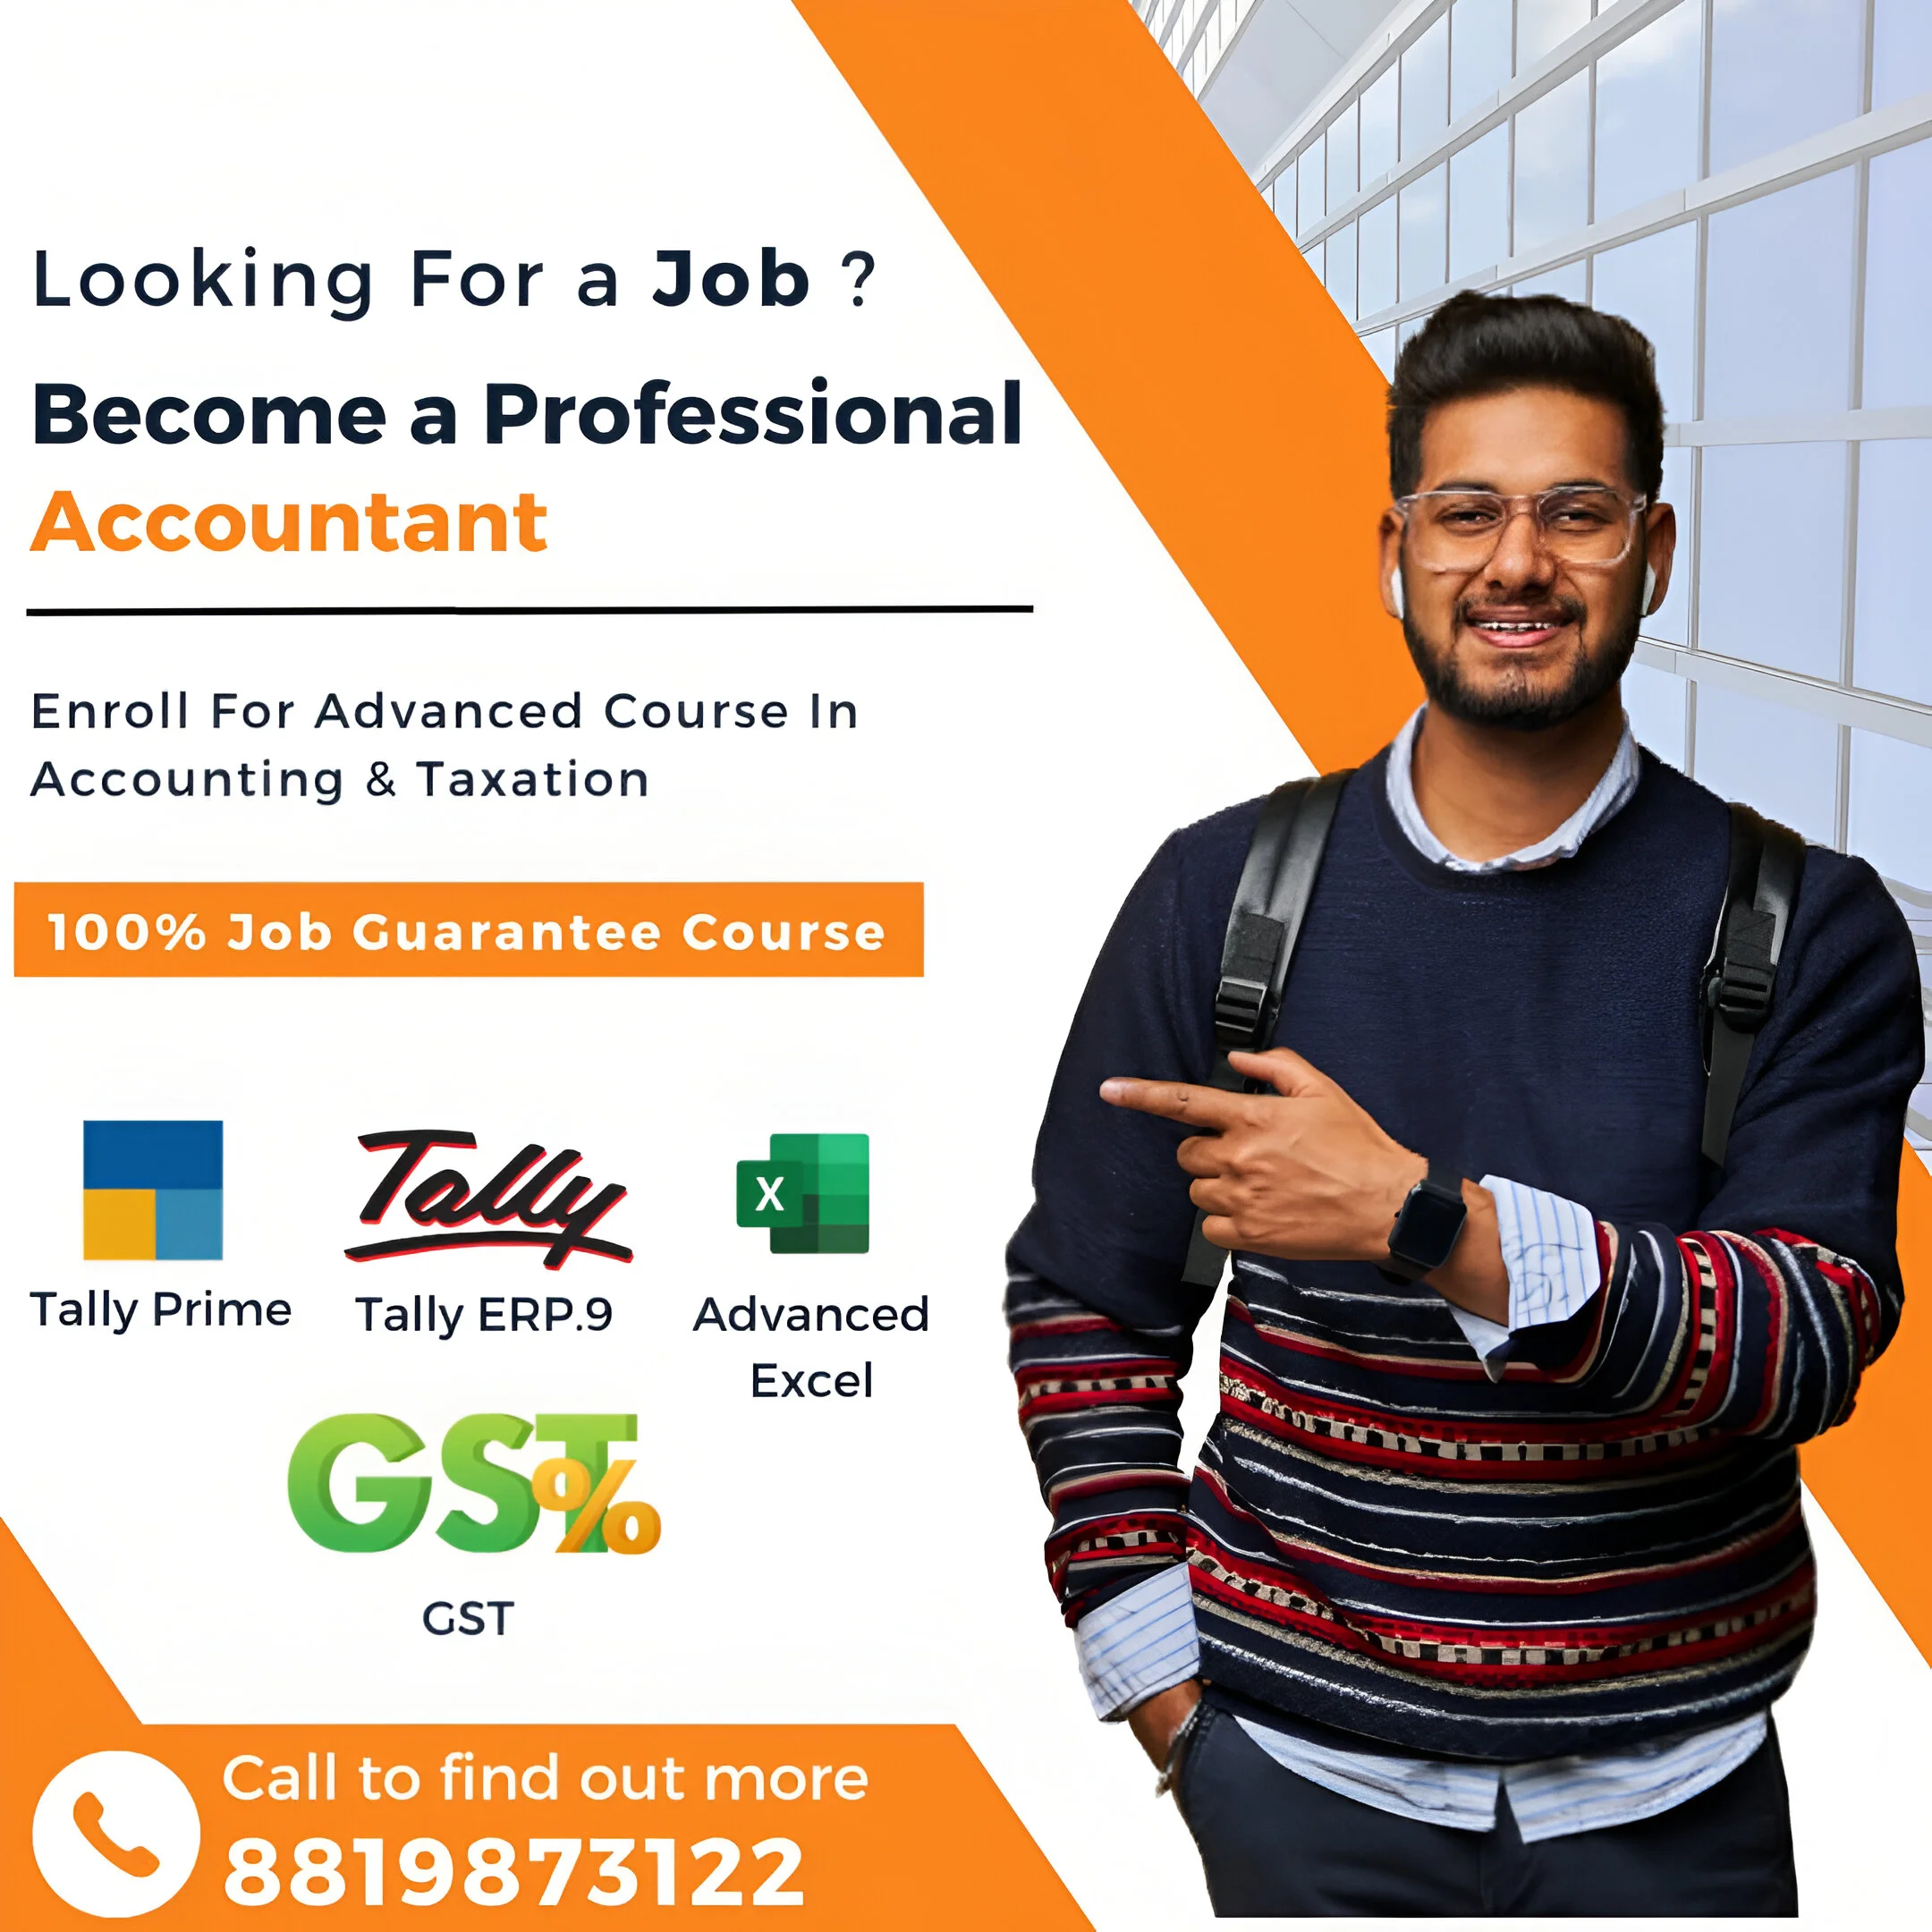 Looking For a Job ?
Become a Professional
Accountant
Enroll For Advanced Course In
Accounting & Taxation
100% Job Guarantee Course
Tally
X
Tally Prime
Tally ERP.9
Advanced
Excel
GST%
GST
Call to find out more
8819873122